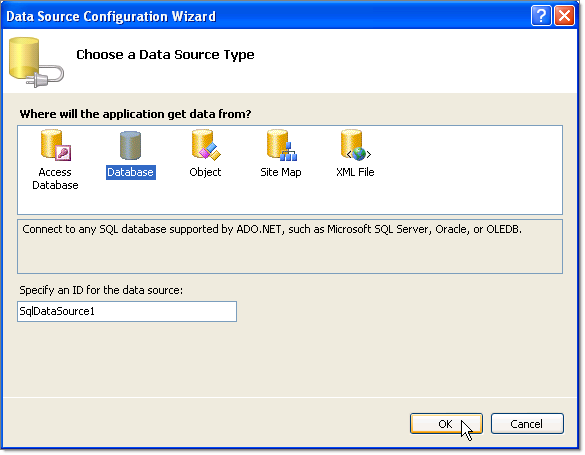 Data Source Configuration Wizard
Choose a Data Source Type
Where will the application get data from?
Access Database
Database
Object
Site Map
XML File
Connect to any SQL database supported by ADO.NET, such as Microsoft SQL Server, Oracle, or OLEDB.
Specify an ID for the data source:
SqlDataSource1
OK
Cancel